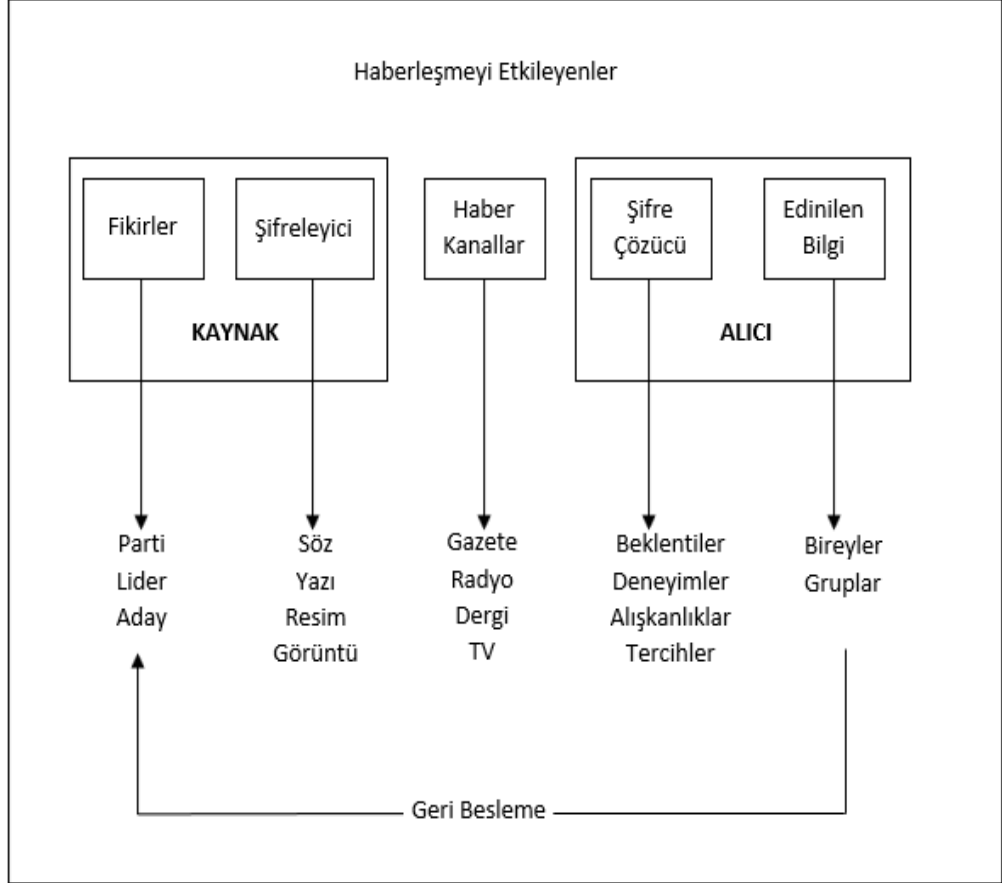 Haberleşmeyi Etkileyenler
Fikirler
Şifreleyici
KAYNAK
Haber
Kanallar
Şifre
Çözücü
Edinilen
Bilgi
ALICI
Parti
Lider
Aday
Söz
Yazı
Resim
Görüntü
Gazete
Radyo
Dergi
TV
Beklentiler
Deneyimler
Alışkanlıklar
Tercihler
Bireyler
Gruplar
Geri Besleme